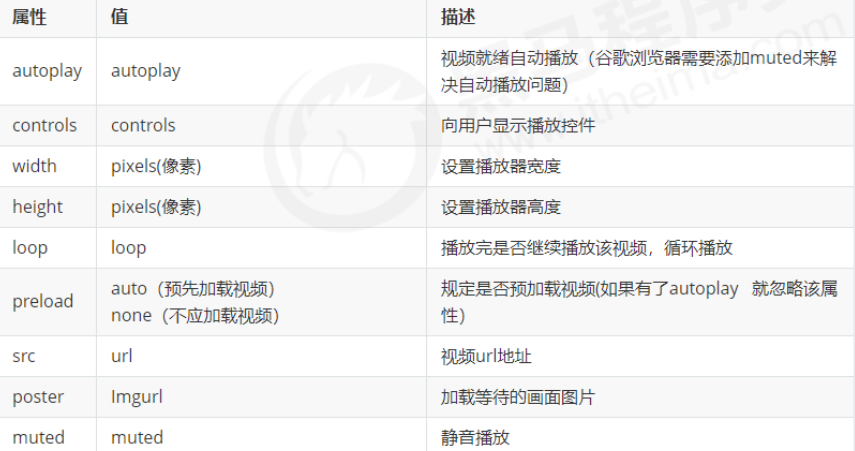 属性 值 描述
autoplay autoplay 视频就绪自动播放（谷歌浏览器需要添加muted来解
决自动播放问题)
controls controls 向用户显示播放控件
width pixels(像素) 设置播放器宽度
height pixels(像素) 设置播放器高度
loop loop 播放完是否继续播放该视频，循环播放
preload auto（预先加载视频) 规定是否预加载视频(如果有了autoplay 就忽略该属
none（不应加载视频） 性）
src url 视频url地址
poster Imgurl 加载等待的画面图片
muted muted 静音播放
www.itheima.com